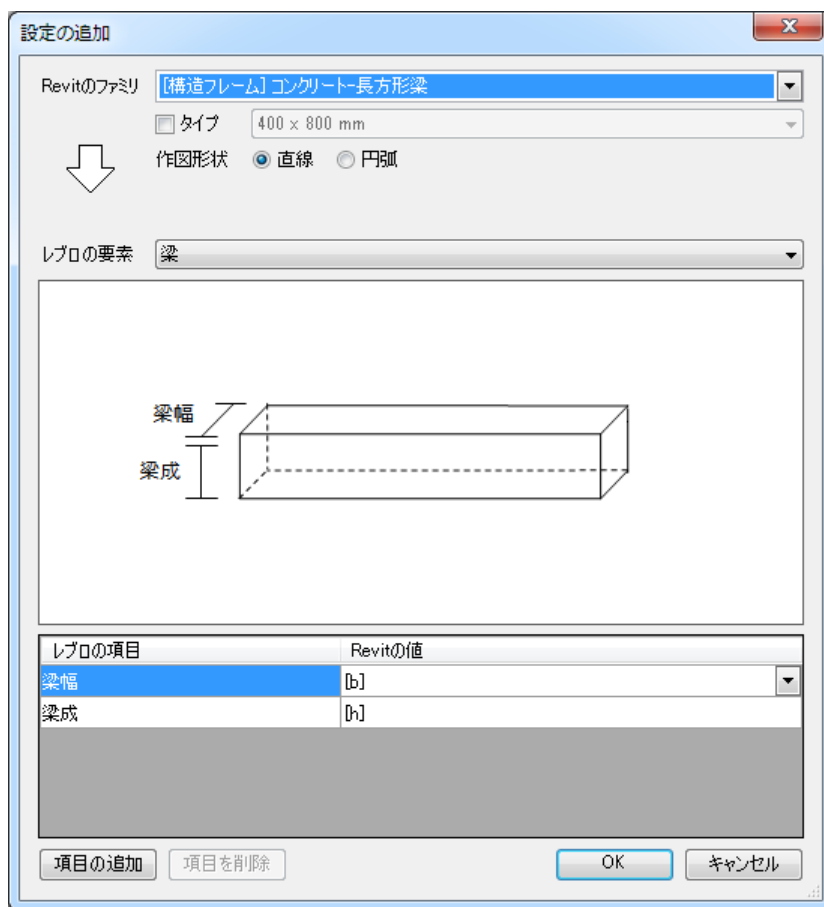 設定の追加
Revitのファミリ [構造フレーム] コンクリート-長方形梁
タイプ 400 x 800 mm
作図形状 直線 円弧
レブロの要素 梁
梁幅
梁成
レブロの項目 Revitの値
梁幅 [b]
梁成 [h]
項目の追加 項目を削除 OK キャンセル